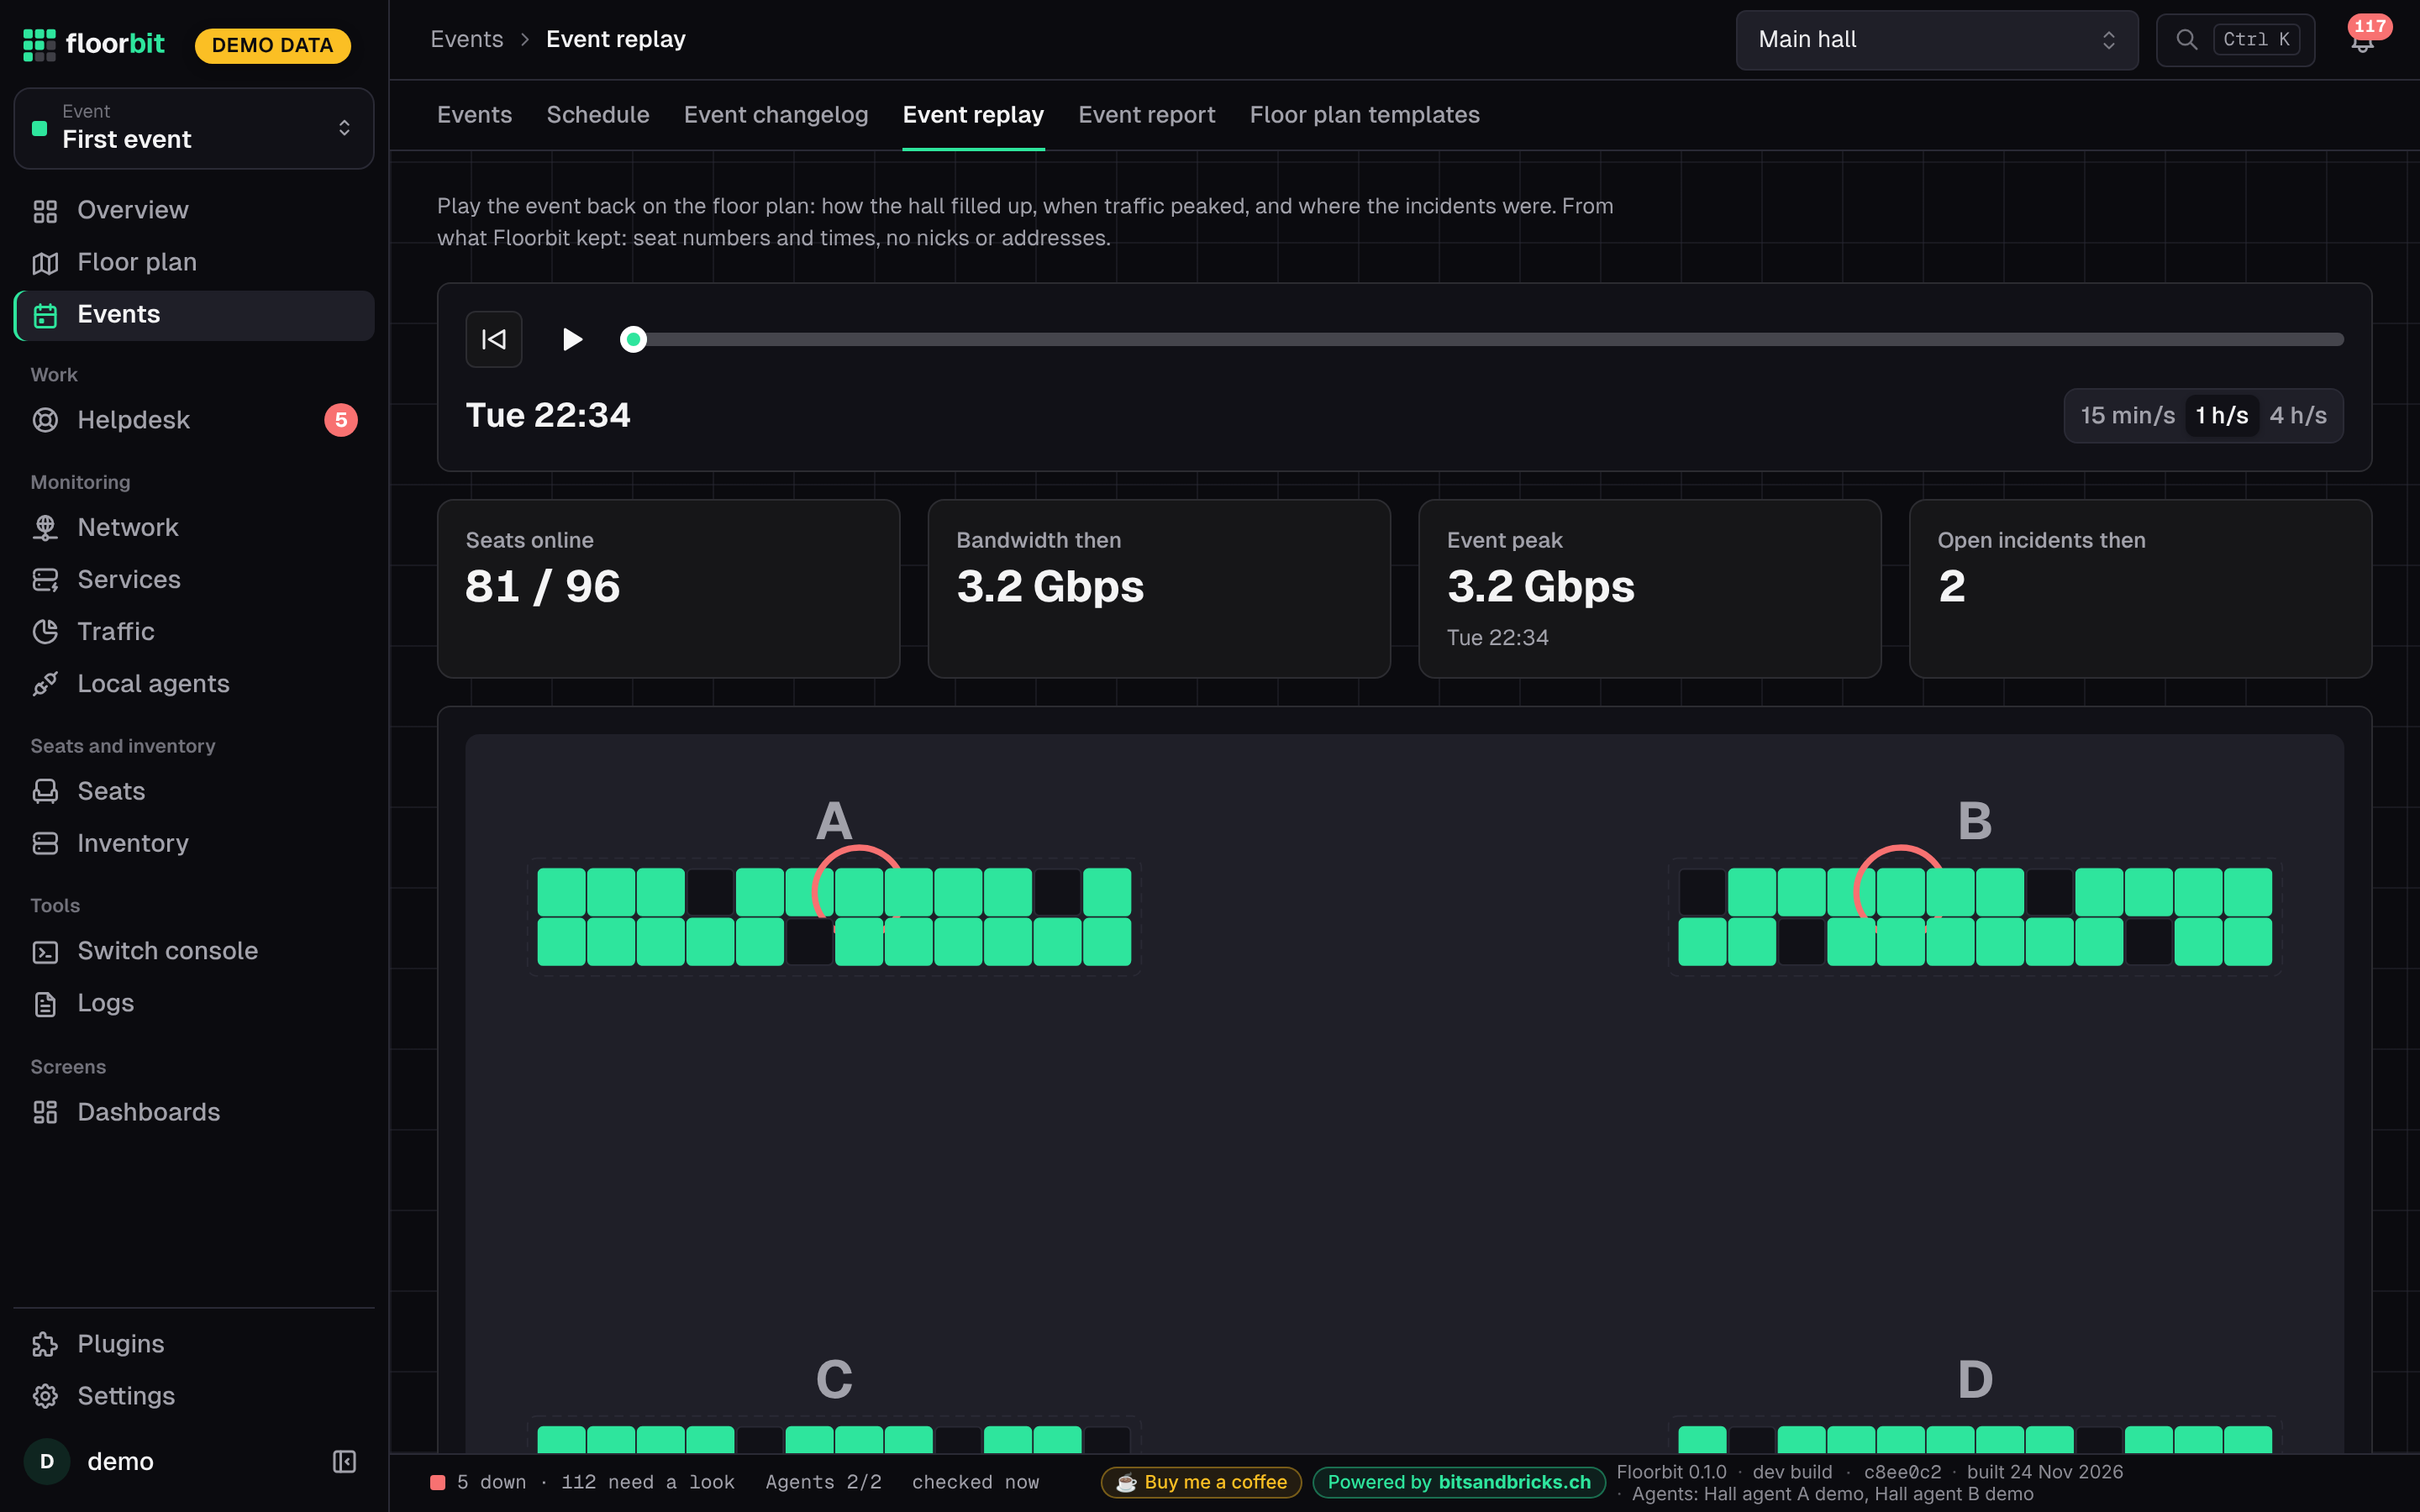 floorbit
DEMO DATA
Event
First event
Overview
Floor plan
Events
Work
Helpdesk
5
Monitoring
Network
Services
Traffic
Local agents
Seats and inventory
Seats
Inventory
Tools
Switch console
Logs
Screens
Dashboards
Plugins
Settings
D
demo
Events
Event replay
Main hall
Ctrl K
117
Events
Schedule
Event changelog
Event replay
Event report
Floor plan templates
Play the event back on the floor plan: how the hall filled up, when traffic peaked, and where the incidents were. From
what Floorbit kept: seat numbers and times, no nicks or addresses.
Tue 22:34
15 min/s
1 h/s
4 h/s
Seats online
81 / 96
Bandwidth then
3.2 Gbps
Event peak
3.2 Gbps
Tue 22:34
Open incidents then
2
A
B
C
D
5 down · 112 need a look
Agents 2/2
checked now
☕ Buy me a coffee
Powered by bitsandbricks.ch
Floorbit 0.1.0 · dev build · c8ee0c2 · built 24 Nov 2026
· Agents: Hall agent A demo, Hall agent B demo